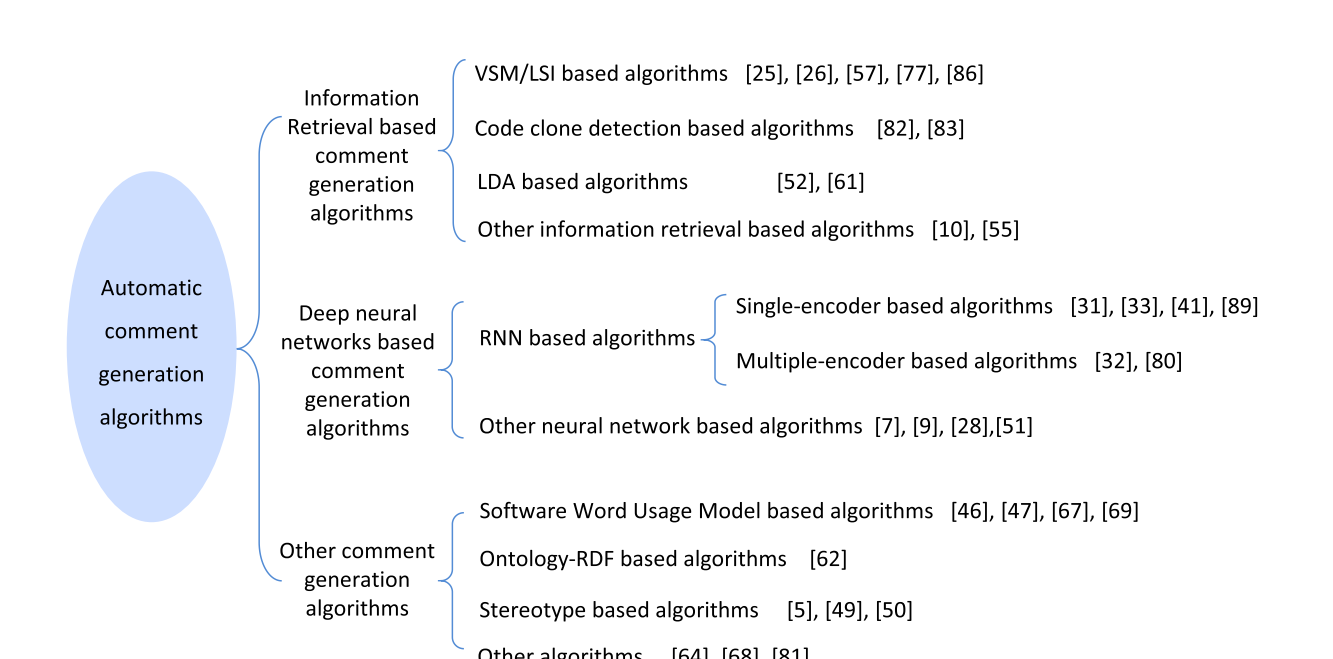 Automatic
comment
generation
algorithms
Information
Retrieval based
comment
generation
algorithms
VSM/LSI based algorithms [25], [26], [57], [77], [86]
Code clone detection based algorithms [82], [83]
LDA based algorithms [52], [61]
Other information retrieval based algorithms [10], [55]
Deep neural
networks based
comment
generation
algorithms
RNN based algorithms
Single-encoder based algorithms [31], [33], [41], [89]
Multiple-encoder based algorithms [32], [80]
Other neural network based algorithms [7], [9], [28],[51]
Other comment
generation
algorithms
Software Word Usage Model based algorithms [46], [47], [67], [69]
Ontology-RDF based algorithms [62]
Stereotype based algorithms [5], [49], [50]
Other algorithms [64], [68], [81]